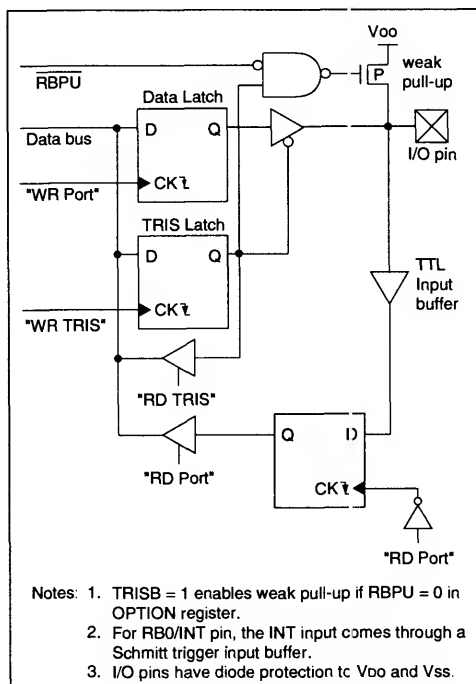 VDD
weak
pull-up
P
RBPU
Data Latch
Data bus
D Q
I/O pin
"WR Port"
CK
TRIS Latch
D Q
TTL
Input
buffer
CK
"WR TRIS"
"RD TRIS"
Q D
"RD Port"
CK
"RD Port"
Notes: 1. TRISB = 1 enables weak pull-up if RBPU = 0 in
OPTION register.
2. For RB0/INT pin, the INT input comes through a
Schmitt trigger input buffer.
3. I/O pins have diode protection to VDD and VSS.